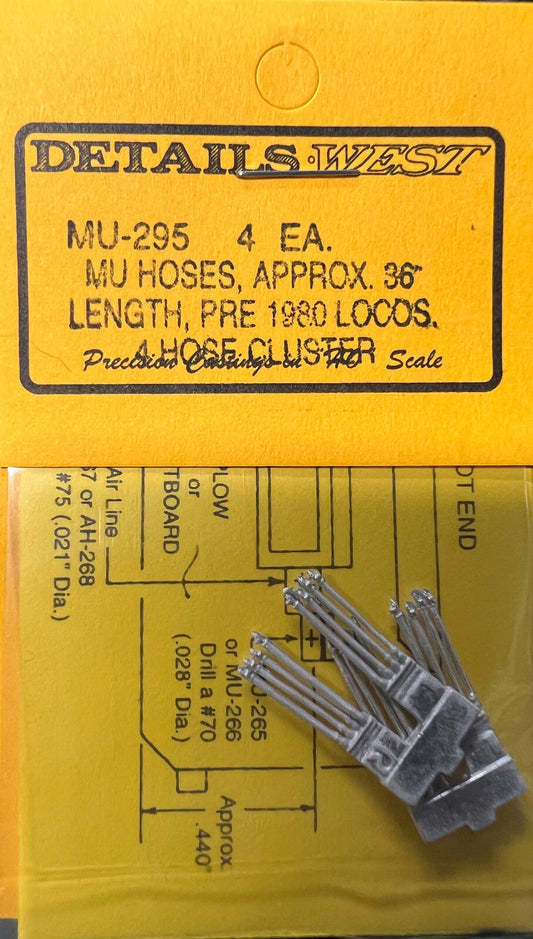 DETAILS·WEST
MU-295 4 EA.
MU HOSES, APPROX. 36"
LENGTH, PRE 1980 LOCOS.
4 HOSE CLUSTER
Precision Castings in HO Scale
OT END
PLOW
or
TBOARD
Air Line
67 or AH-268
#75 (.021" Dia.)
U-265
or MU-266
Drill a #70
(.028" Dia.)
Approx
.440"
R